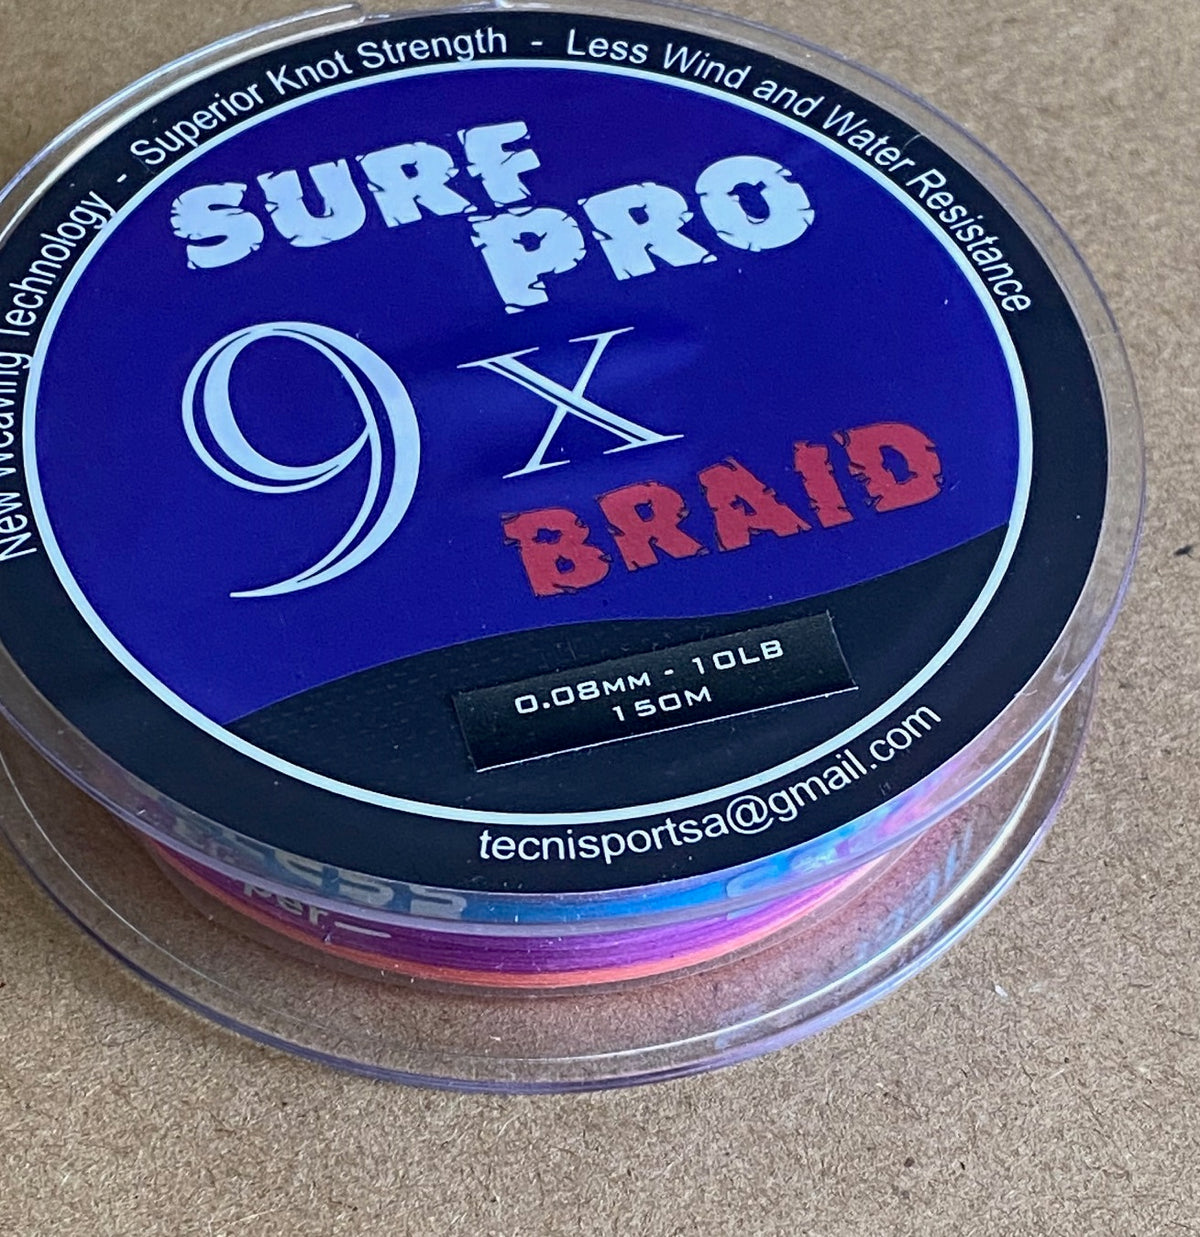 New Weaving Technology - Superior Knot Strength - Less Wind and Water Resistance
SURF
PRO
9 X
BRAID
0.08MM - 10LB
150M
tecnisportsa@gmail.com
per